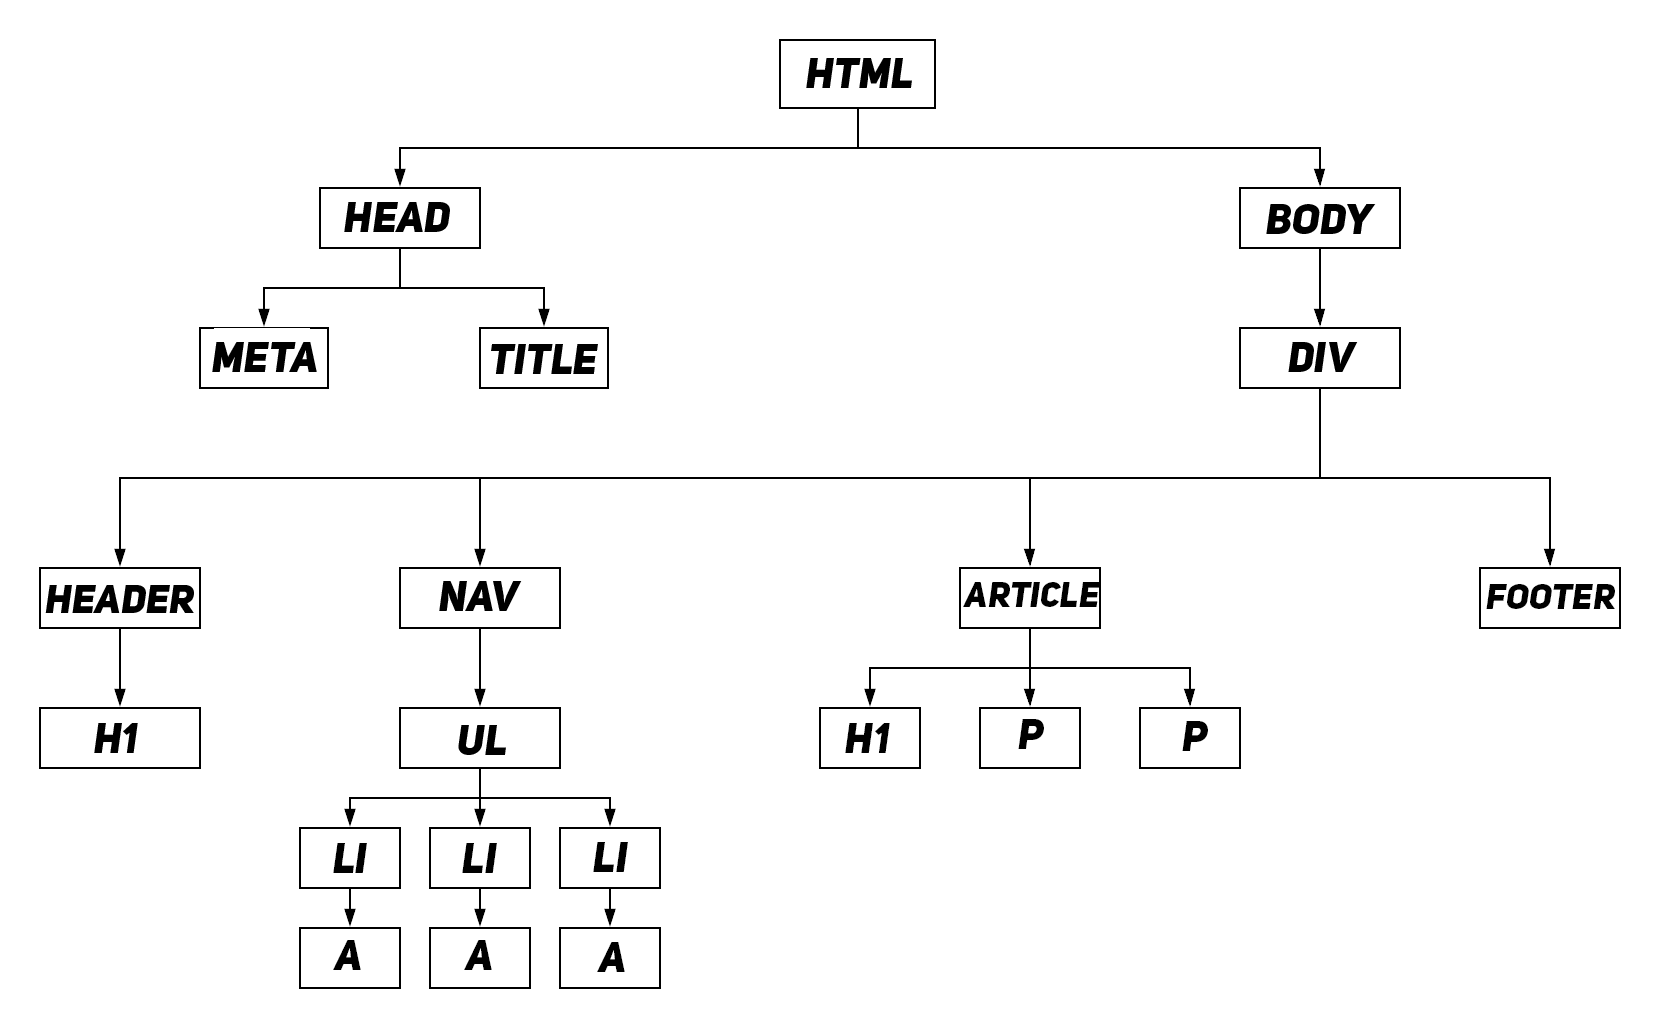 HTML
HEAD
BODY
META
TITLE
DIV
HEADER
NAV
ARTICLE
FOOTER
H1
UL
H1
P
P
LI
LI
LI
A
A
A